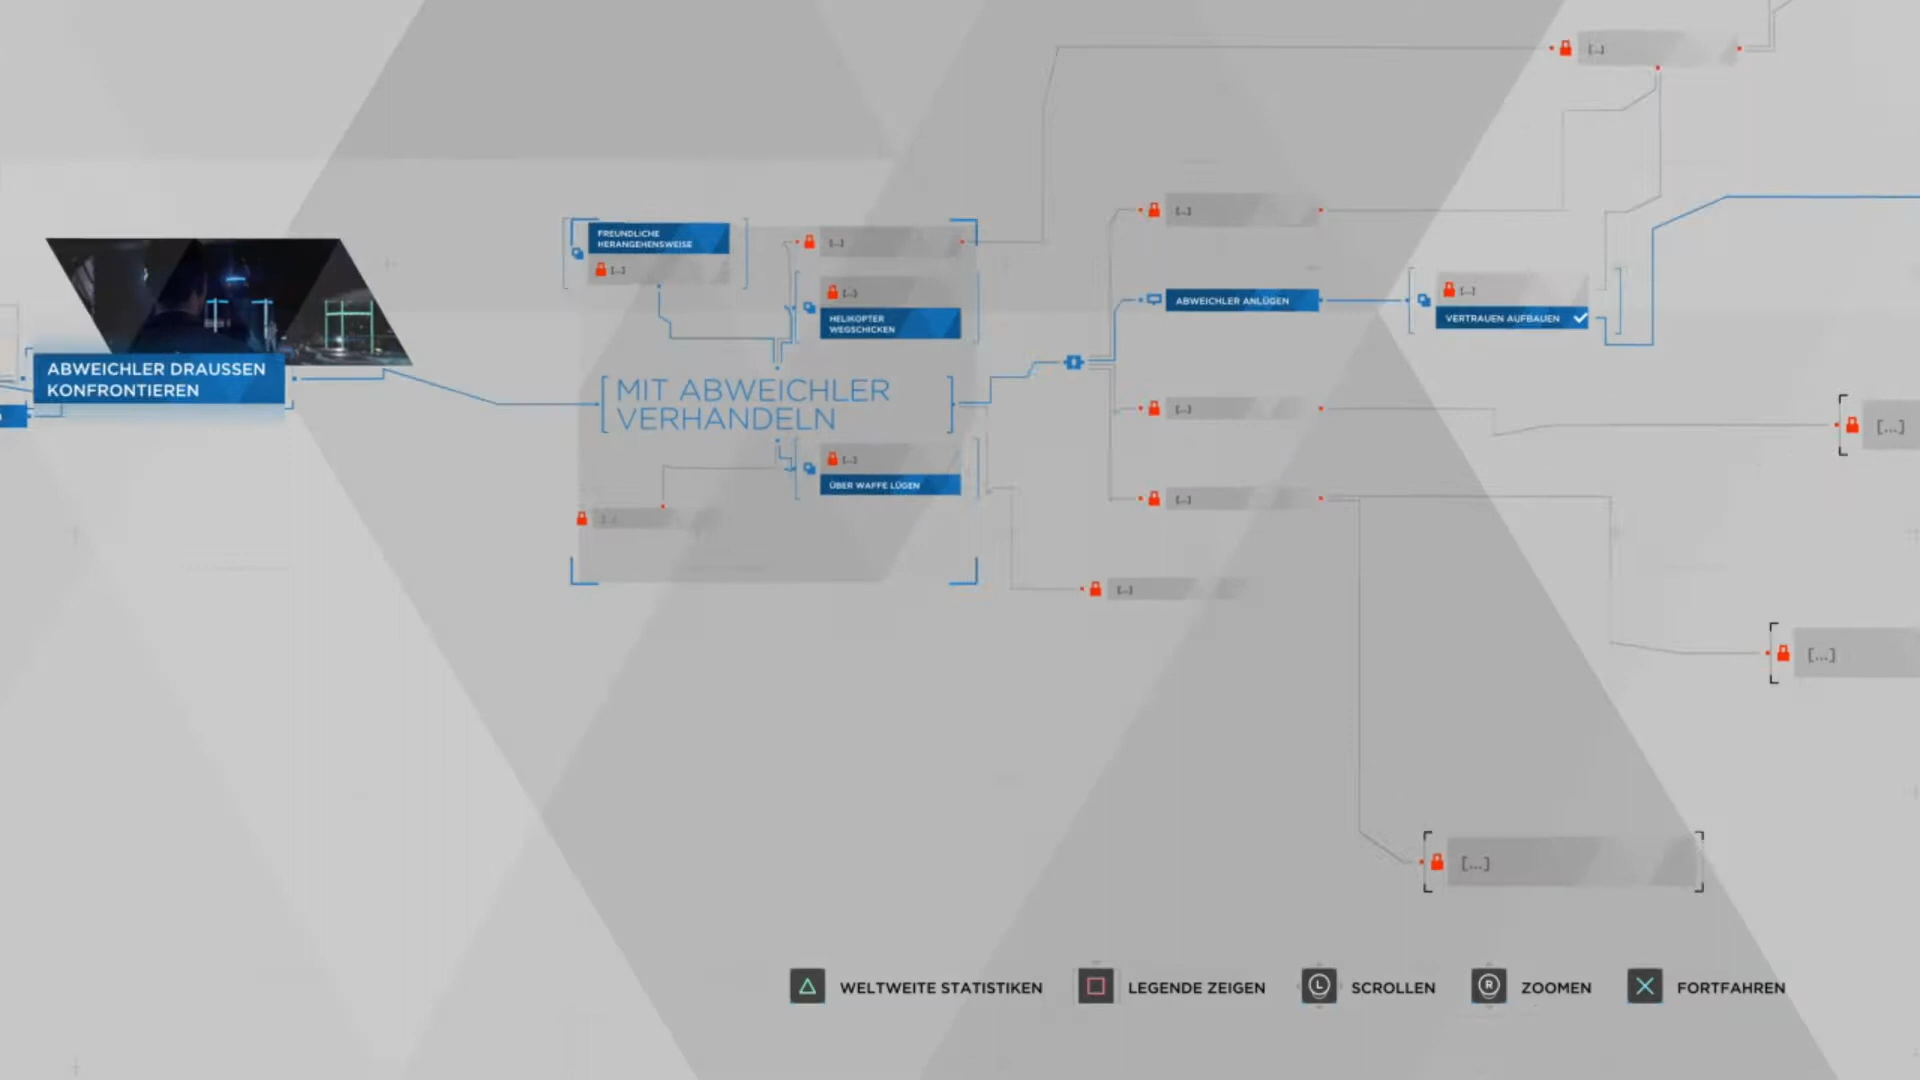 [...]
[...]
FREUNDLICHE
HERANGEHENSWEISE
[...]
[...]
[...]
HELIKOPTER
WEGSCHICKEN
ABWEICHLER ANLÜGEN
[...]
VERTRAUEN AUFBAUEN
ABWEICHLER DRAUSSEN
KONFRONTIEREN
MIT ABWEICHLER
VERHANDELN
[...]
[...]
[...]
ÜBER WAFFE LÜGEN
[...]
[...]
[...]
[...]
[...]
WELTWEITE STATISTIKEN
LEGENDE ZEIGEN
L SCROLLEN
R ZOOMEN
FORTFAHREN